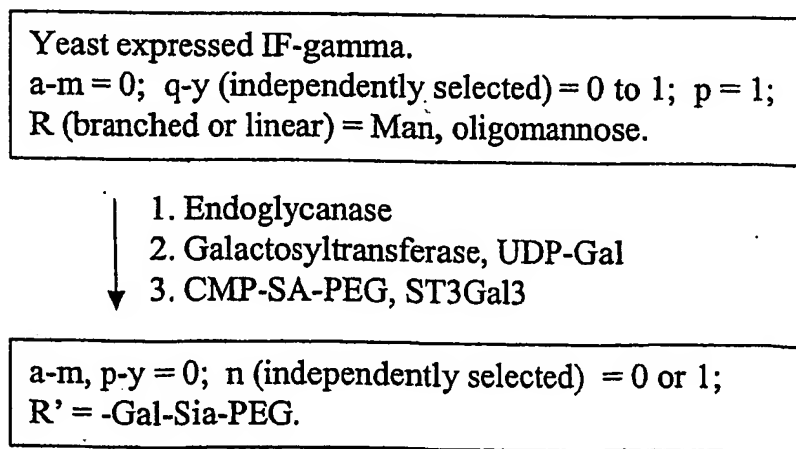 Yeast expressed IF-gamma.
a-m = 0; q-y (independently selected) = 0 to 1; p = 1;
R (branched or linear) = Man, oligomannose.
1. Endoglycanase
2. Galactosyltransferase, UDP-Gal
3. CMP-SA-PEG, ST3Gal3
a-m, p-y = 0; n (independently selected) = 0 or 1;
R' = -Gal-Sia-PEG.